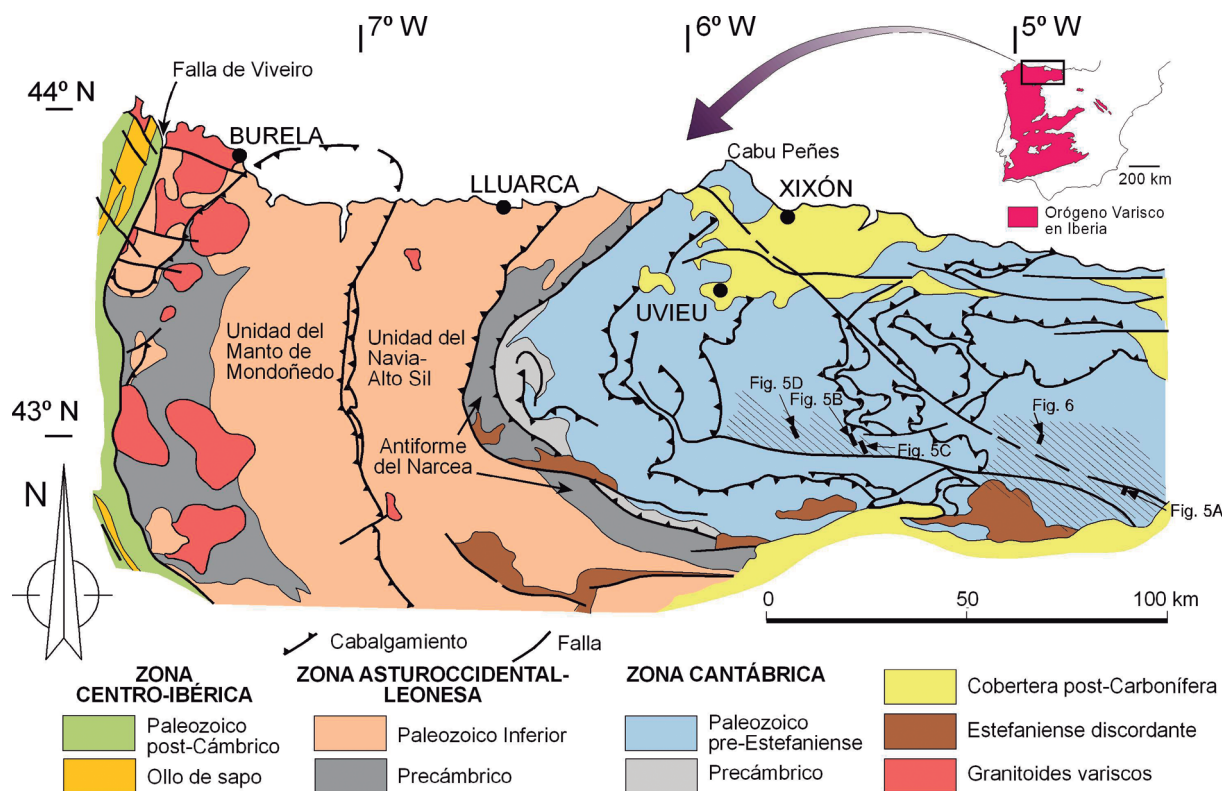 7º W
6º W
5º W
Falla de Viveiro
44º N
BURELA
Cabu Peñes
LLUARCA
XIXÓN
200 km
Orógeno Varisco
en Iberia
UVIEU
Unidad del
Manto de
Mondoñedo
Unidad del
Navia-
Alto Sil
43º N
Fig. 5D
Fig. 5B
Fig. 6
Antiforme
del Narcea
Fig. 5C
N
Fig. 5A
0
50
100 km
Cabalgamiento
Falla
ZONA
CENTRO-IBÉRICA
Paleozoico
post-Cámbrico
Ollo de sapo
ZONA ASTUROCCIDENTAL-
LEONESA
Paleozoico Inferior
Precámbrico
ZONA CANTÁBRICA
Paleozoico
pre-Estefaniense
Precámbrico
Cobertera post-Carbonífera
Estefaniense discordante
Granitoides variscos